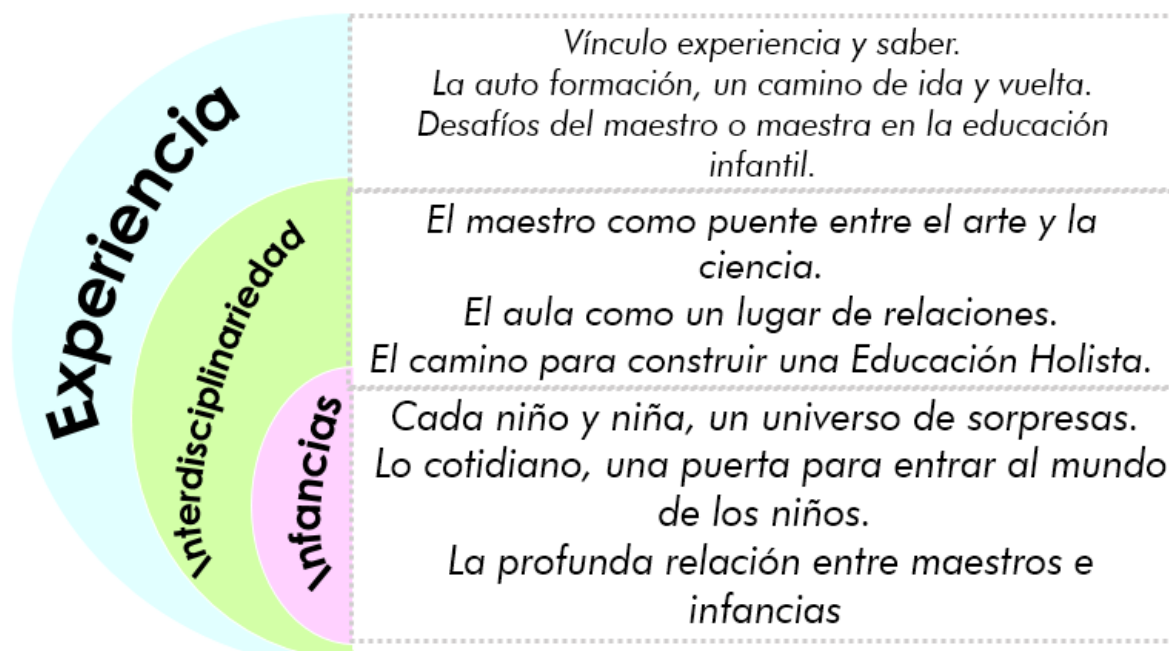 Experiencia
Vínculo experiencia y saber.
La auto formación, un camino de ida y vuelta.
Desafíos del maestro o maestra en la educación
infantil.
Interdisciplinariedad
El maestro como puente entre el arte y la
ciencia.
El aula como un lugar de relaciones.
El camino para construir una Educación Holista.
Infancias
Cada niño y niña, un universo de sorpresas.
Lo cotidiano, una puerta para entrar al mundo
de los niños.
La profunda relación entre maestros e
infancias